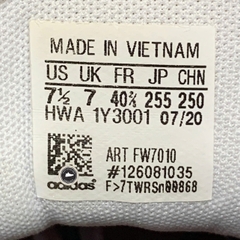 MADE IN VIETNAM
US UK FR JP CHN
7½ 7 40⅔ 255 250
HWA 1Y3001 07/20
ART FW7010
#126081035
adidas F>7TWRSn00868